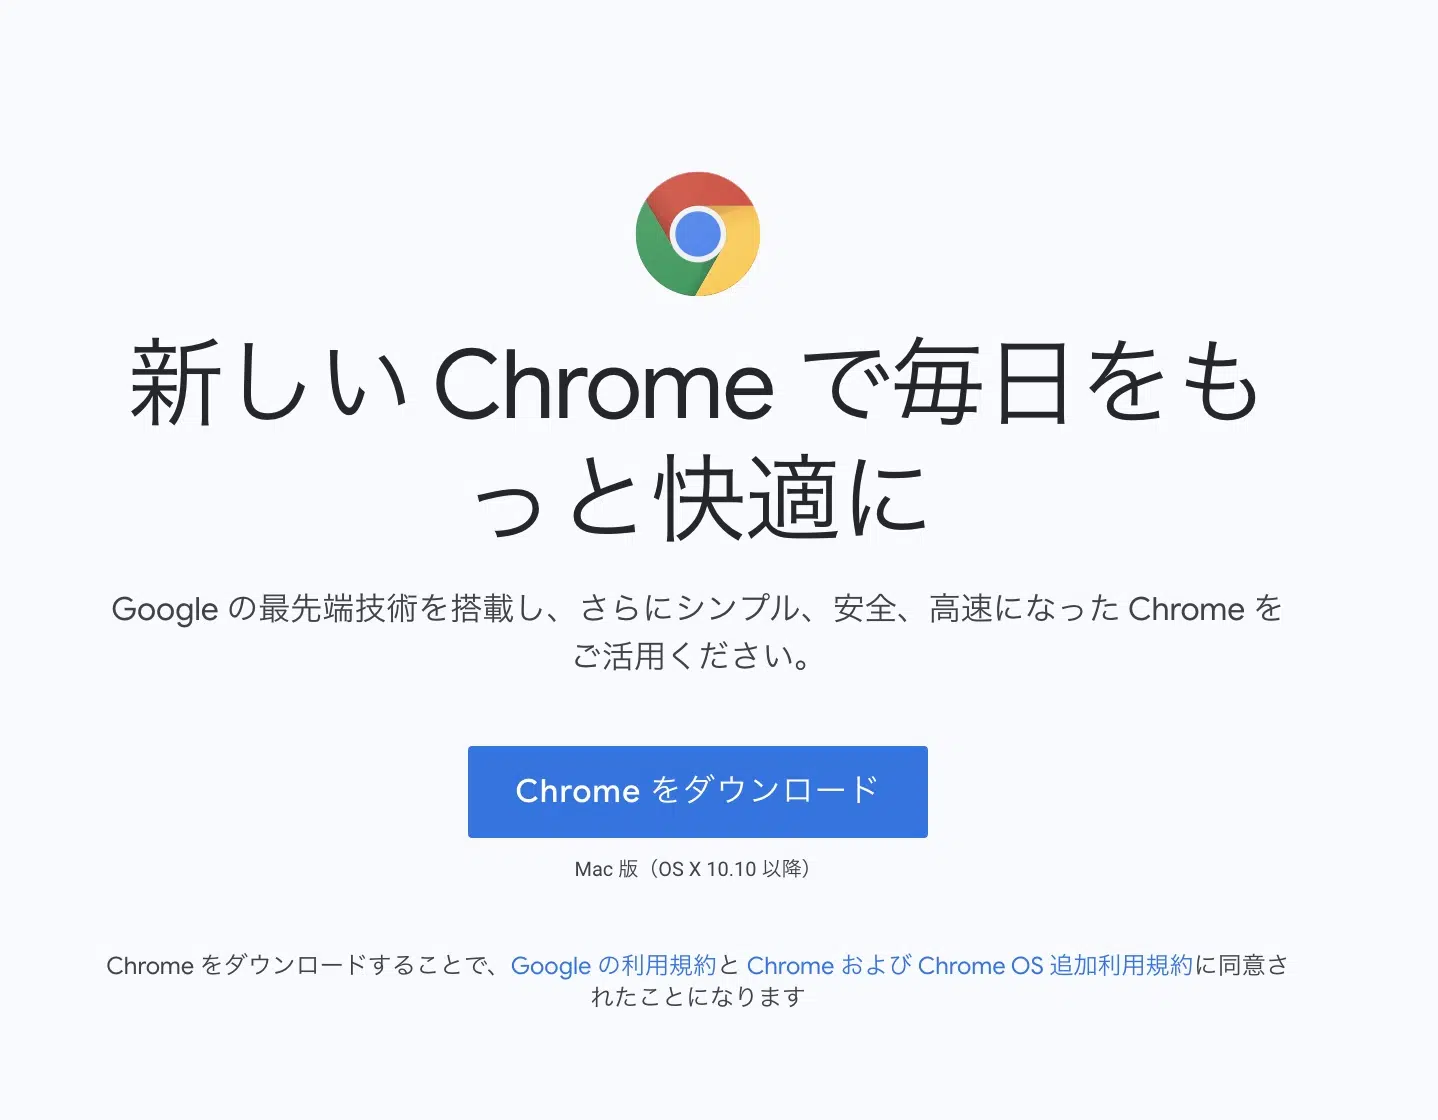 新しい Chrome で毎日をも
っと快適に
Google の最先端技術を搭載し、さらにシンプル、安全、高速になった Chrome を
ご活用ください。
Chrome をダウンロード
Mac 版（OS X 10.10 以降）
Chrome をダウンロードすることで、Google の利用規約と Chrome および Chrome OS 追加利用規約に同意さ
れたことになります